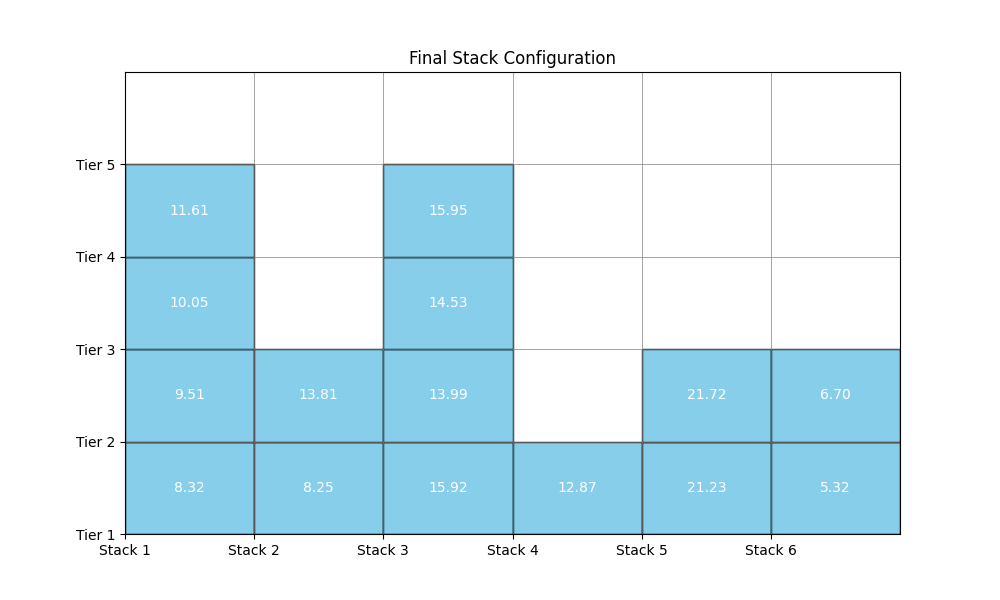 Final Stack Configuration
Tier 5
11.61 15.95
Tier 4
10.05 14.53
Tier 3
9.51 13.81 13.99 21.72 6.70
Tier 2
8.32 8.25 15.92 12.87 21.23 5.32
Tier 1
Stack 1 Stack 2 Stack 3 Stack 4 Stack 5 Stack 6